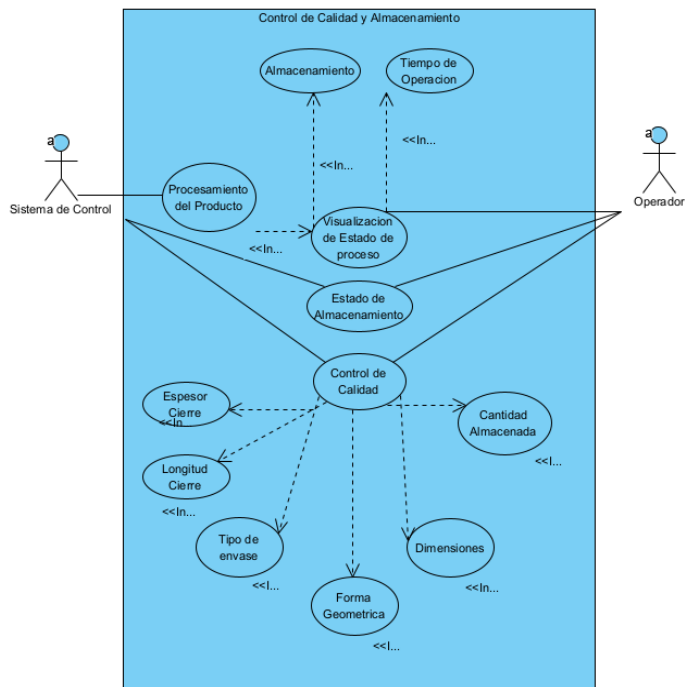 Control de Calidad y Almacenamiento
Almacenamiento
Tiempo de
Operacion
a
a
<<In...
<<In...
Sistema de Control
Procesamiento
del Producto
Operador
<<In...
Visualizacion
de Estado de
proceso
Estado de
Almacenamiento
Control de
Calidad
Espesor
Cierre
<<In
Cantidad
Almacenada
<<I...
Longitud
Cierre
<<In...
Tipo de
envase
<<I...
Dimensiones
<<In...
Forma
Geometrica
<<I...